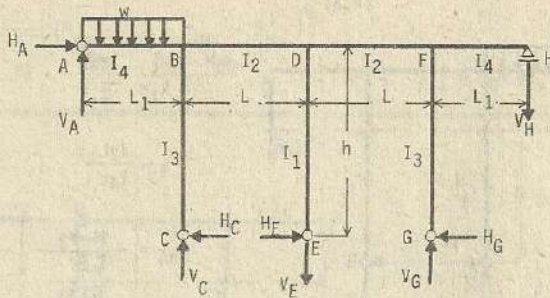 w
H_A
A
I_4
B
I_2
D
I_2
F
I_4
H
V_A
L_1
L
L
L_1
V_H
I_3
I_1
h
I_3
H_C
H_E
H_G
C
E
G
V_C
V_E
V_G